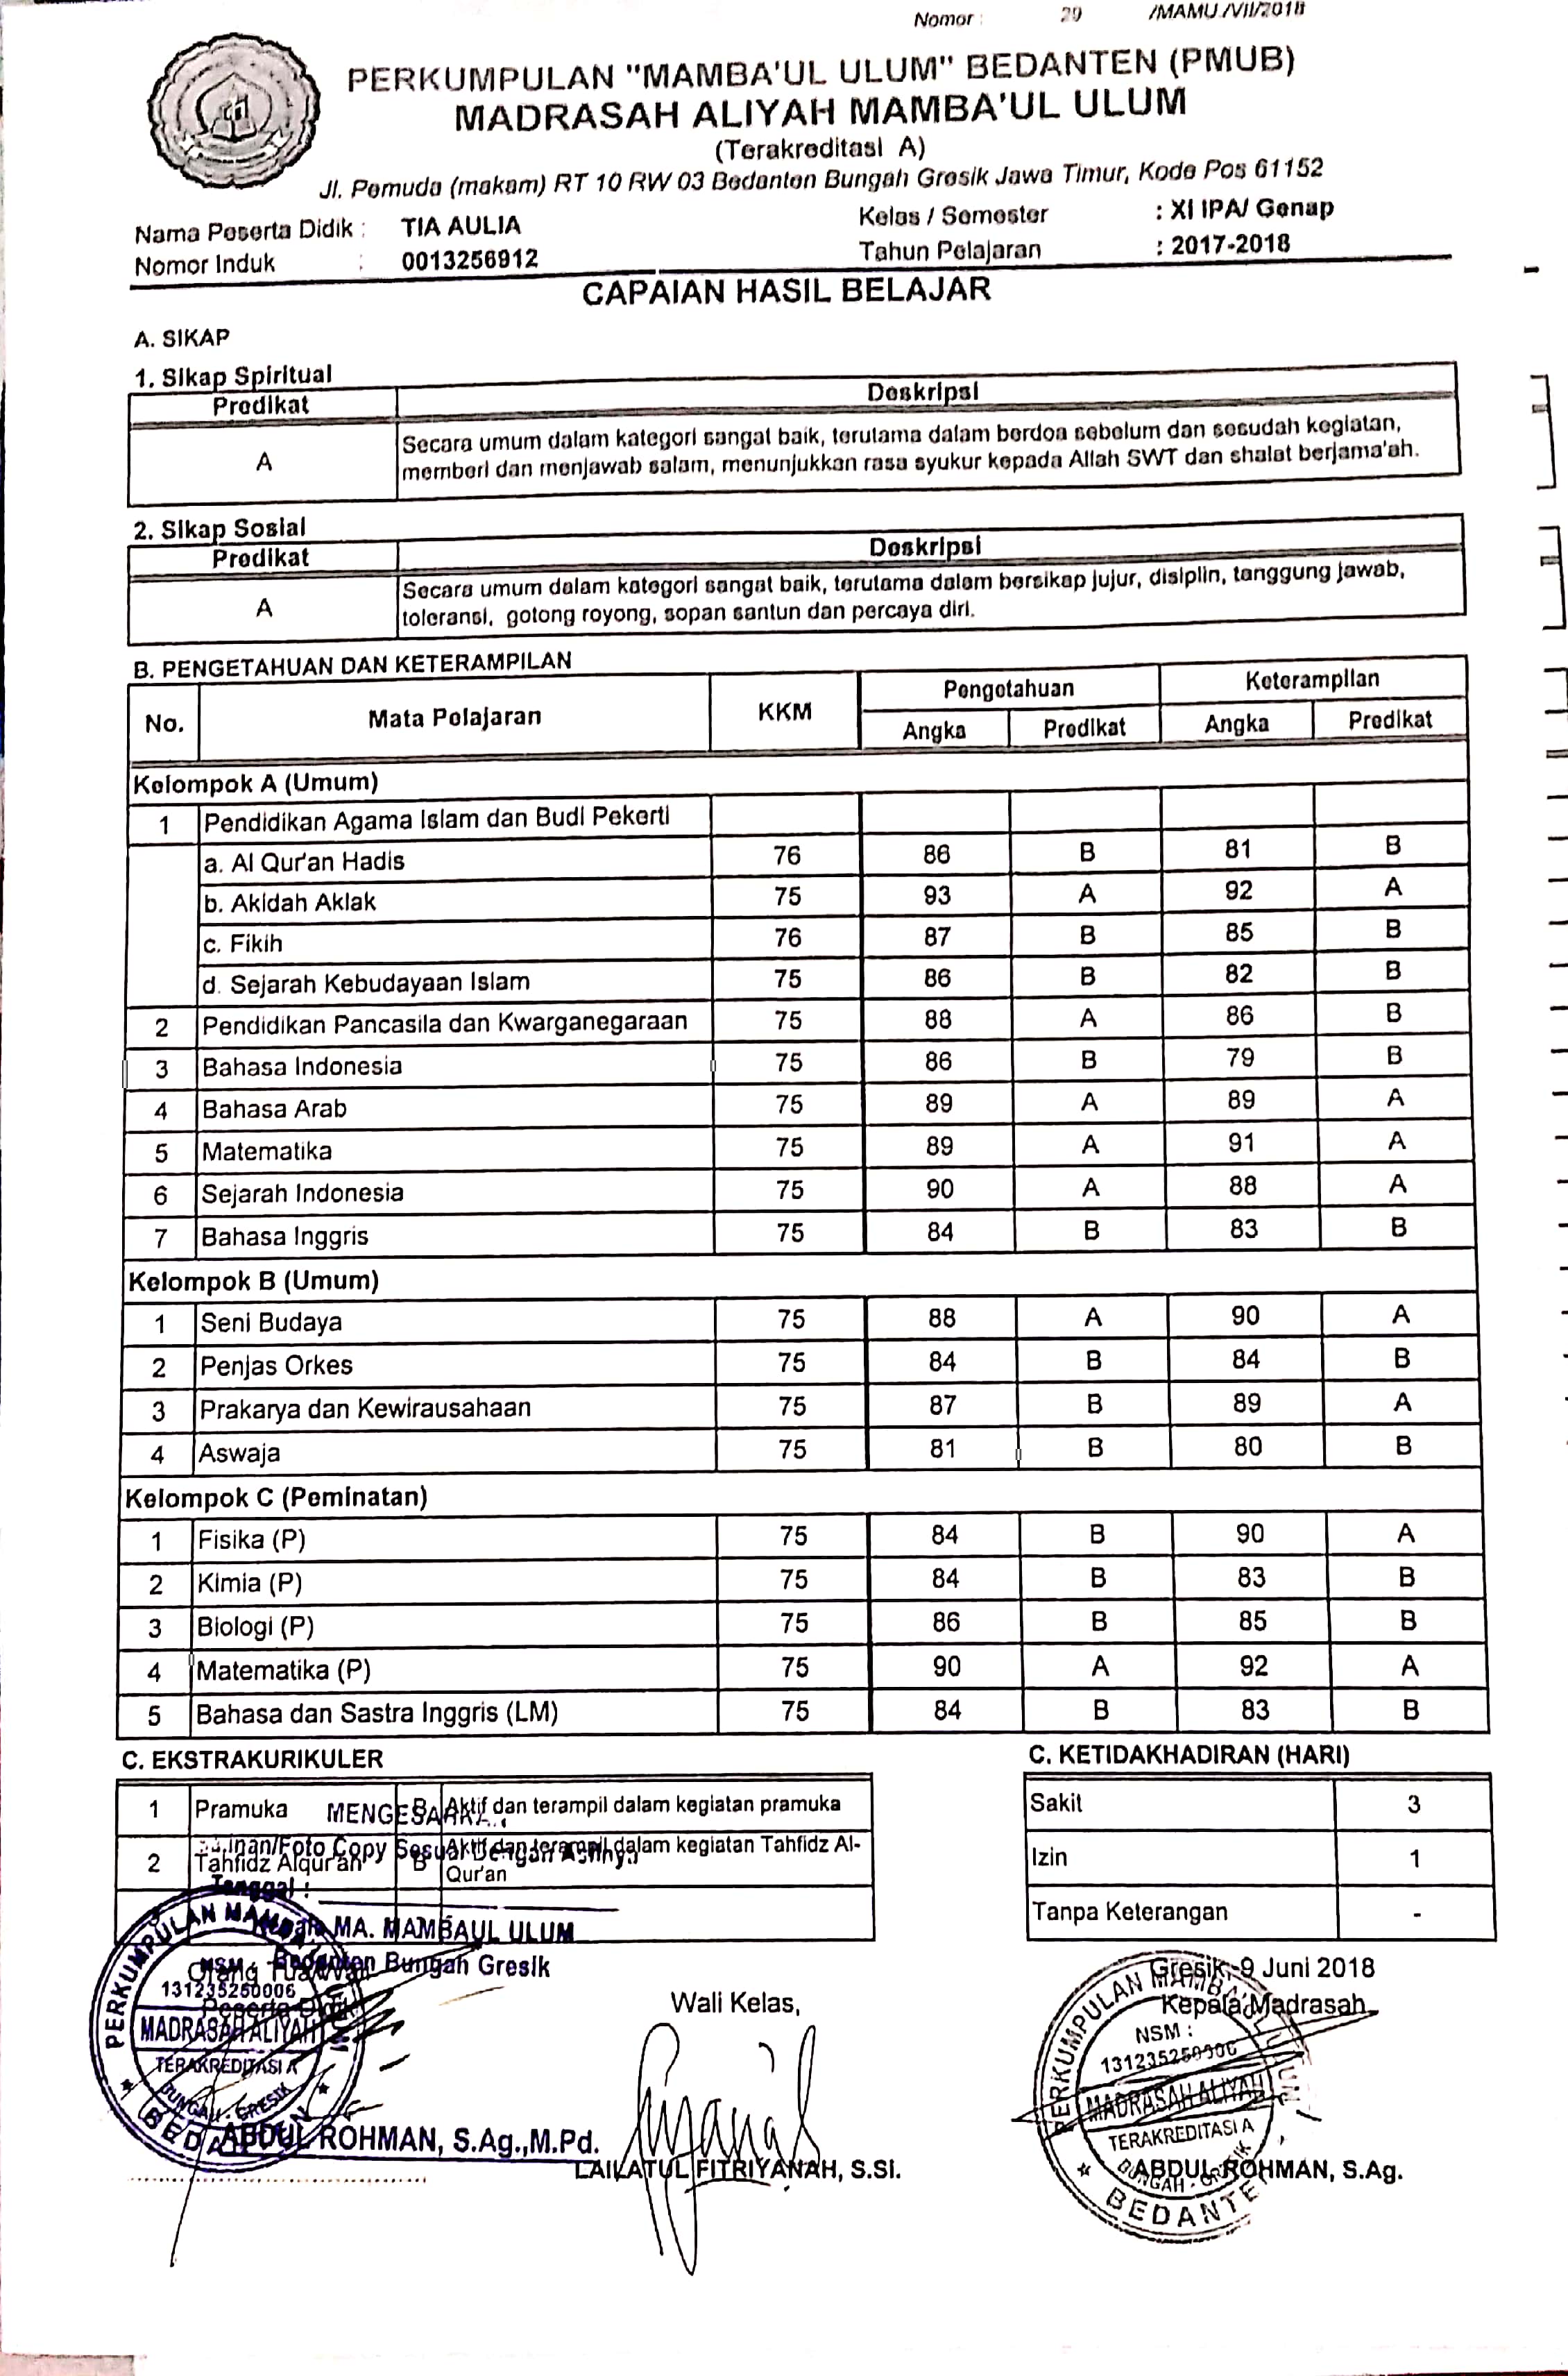 Nomor : 29 /MAMU./VII/2018
PERKUMPULAN "MAMBA'UL ULUM" BEDANTEN (PMUB)
MADRASAH ALIYAH MAMBA'UL ULUM
(Terakreditasi A)
Jl. Pemuda (makam) RT 10 RW 03 Bedanten Bungah Gresik Jawa Timur, Kode Pos 61152
Nama Peserta Didik : TIA AULIA Kelas / Semester : XI IPA/ Genap
Nomor Induk : 0013256912 Tahun Pelajaran : 2017-2018
CAPAIAN HASIL BELAJAR
A. SIKAP
1. Sikap Spiritual
Predikat Deskripsi
A Secara umum dalam kategori sangat baik, terutama dalam berdoa sebelum dan sesudah kegiatan,
memberi dan menjawab salam, menunjukkan rasa syukur kepada Allah SWT dan shalat berjama'ah.
2. Sikap Sosial
Predikat Deskripsi
A Secara umum dalam kategori sangat baik, terutama dalam bersikap jujur, disiplin, tanggung jawab,
toleransi, gotong royong, sopan santun dan percaya diri.
B. PENGETAHUAN DAN KETERAMPILAN
No. Mata Pelajaran KKM Pengetahuan Keterampilan
Angka Predikat Angka Predikat
Kelompok A (Umum)
1 Pendidikan Agama Islam dan Budi Pekerti
a. Al Qur'an Hadis 76 86 B 81 B
b. Akidah Aklak 75 93 A 92 A
c. Fikih 76 87 B 85 B
d. Sejarah Kebudayaan Islam 75 86 B 82 B
2 Pendidikan Pancasila dan Kwarganegaraan 75 88 A 86 B
3 Bahasa Indonesia 75 86 B 79 B
4 Bahasa Arab 75 89 A 89 A
5 Matematika 75 89 A 91 A
6 Sejarah Indonesia 75 90 A 88 A
7 Bahasa Inggris 75 84 B 83 B
Kelompok B (Umum)
1 Seni Budaya 75 88 A 90 A
2 Penjas Orkes 75 84 B 84 B
3 Prakarya dan Kewirausahaan 75 87 B 89 A
4 Aswaja 75 81 B 80 B
Kelompok C (Peminatan)
1 Fisika (P) 75 84 B 90 A
2 Kimia (P) 75 84 B 83 B
3 Biologi (P) 75 86 B 85 B
4 Matematika (P) 75 90 A 92 A
5 Bahasa dan Sastra Inggris (LM) 75 84 B 83 B
C. EKSTRAKURIKULER
1 Pramuka B Aktif dan terampil dalam kegiatan pramuka
2 Tahfidz Alqur'an B Aktif dan terampil dalam kegiatan Tahfidz Al-
Qur'an
C. KETIDAKHADIRAN (HARI)
Sakit 3
Izin 1
Tanpa Keterangan -
Foto Copy Sesuai Dengan
Tanggal :
MA. MAMBAUL ULUM
Bedanten Bungah Gresik
Orang Tua
Peserta Didik
PERKUMPULAN
NSM :
131235250006
MADRASAH ALIYAH
TERAKREDITASI A
BUNGAH - GRESIK
BEDANTEN
ABDUL ROHMAN, S.Ag.,M.Pd.
Wali Kelas,
LAILATUL FITRIYANAH, S.Si.
Gresik, 9 Juni 2018
Kepala Madrasah
PERKUMPULAN MAMBA'UL ULUM
NSM :
131235250006
MADRASAH ALIYAH
TERAKREDITASI A
BUNGAH - GRESIK
BEDANTEN
ABDUL ROHMAN, S.Ag.